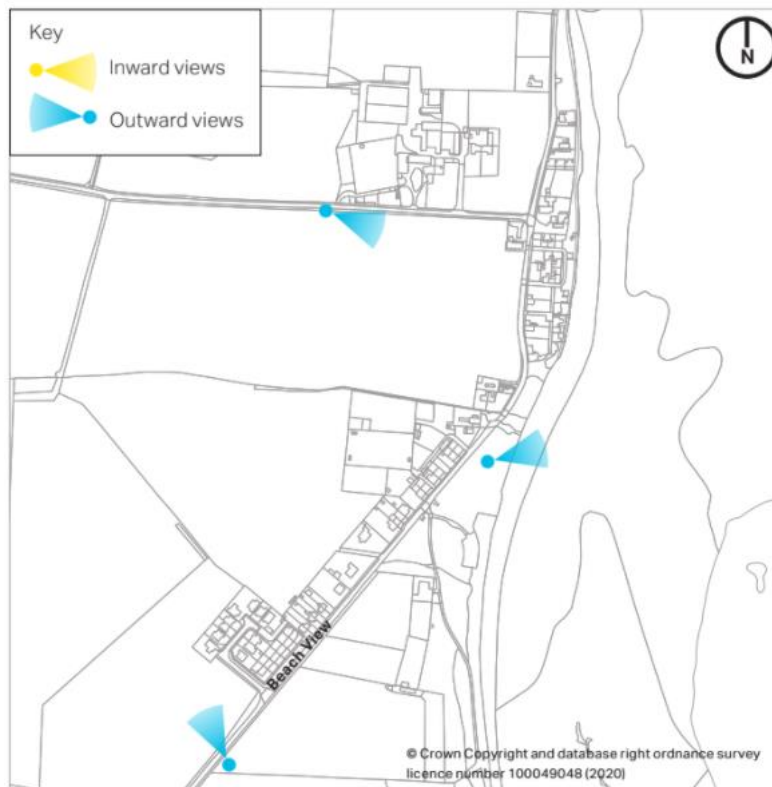 Key
Inward views
Outward views
N
Beach View
© Crown Copyright and database right ordnance survey
licence number 100049048 (2020)